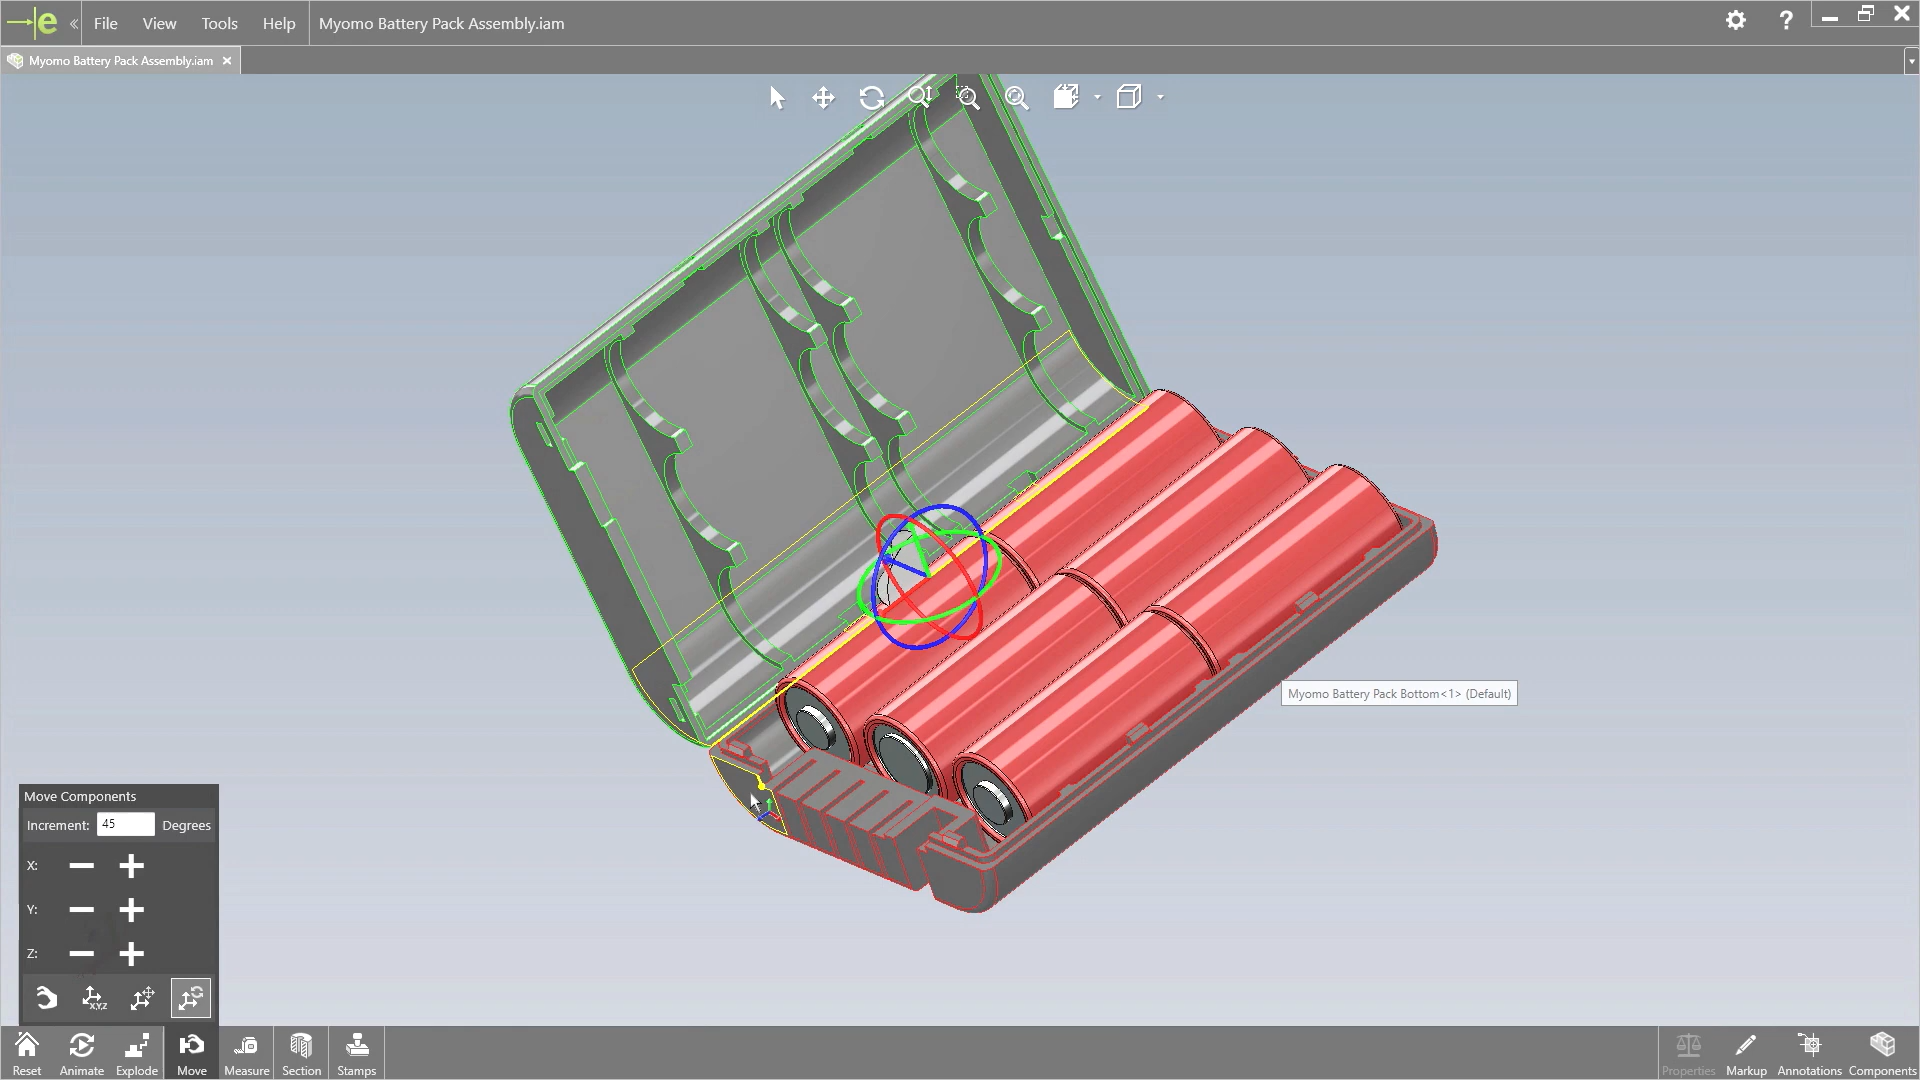 e « File View Tools Help Myomo Battery Pack Assembly.iam ?
Myomo Battery Pack Assembly.iam
Myomo Battery Pack Bottom<1> (Default)
Move Components
Increment: 45 Degrees
X:
Y:
Z:
X,Y,Z
Reset Animate Explode Move Measure Section Stamps Properties Markup Annotations Components